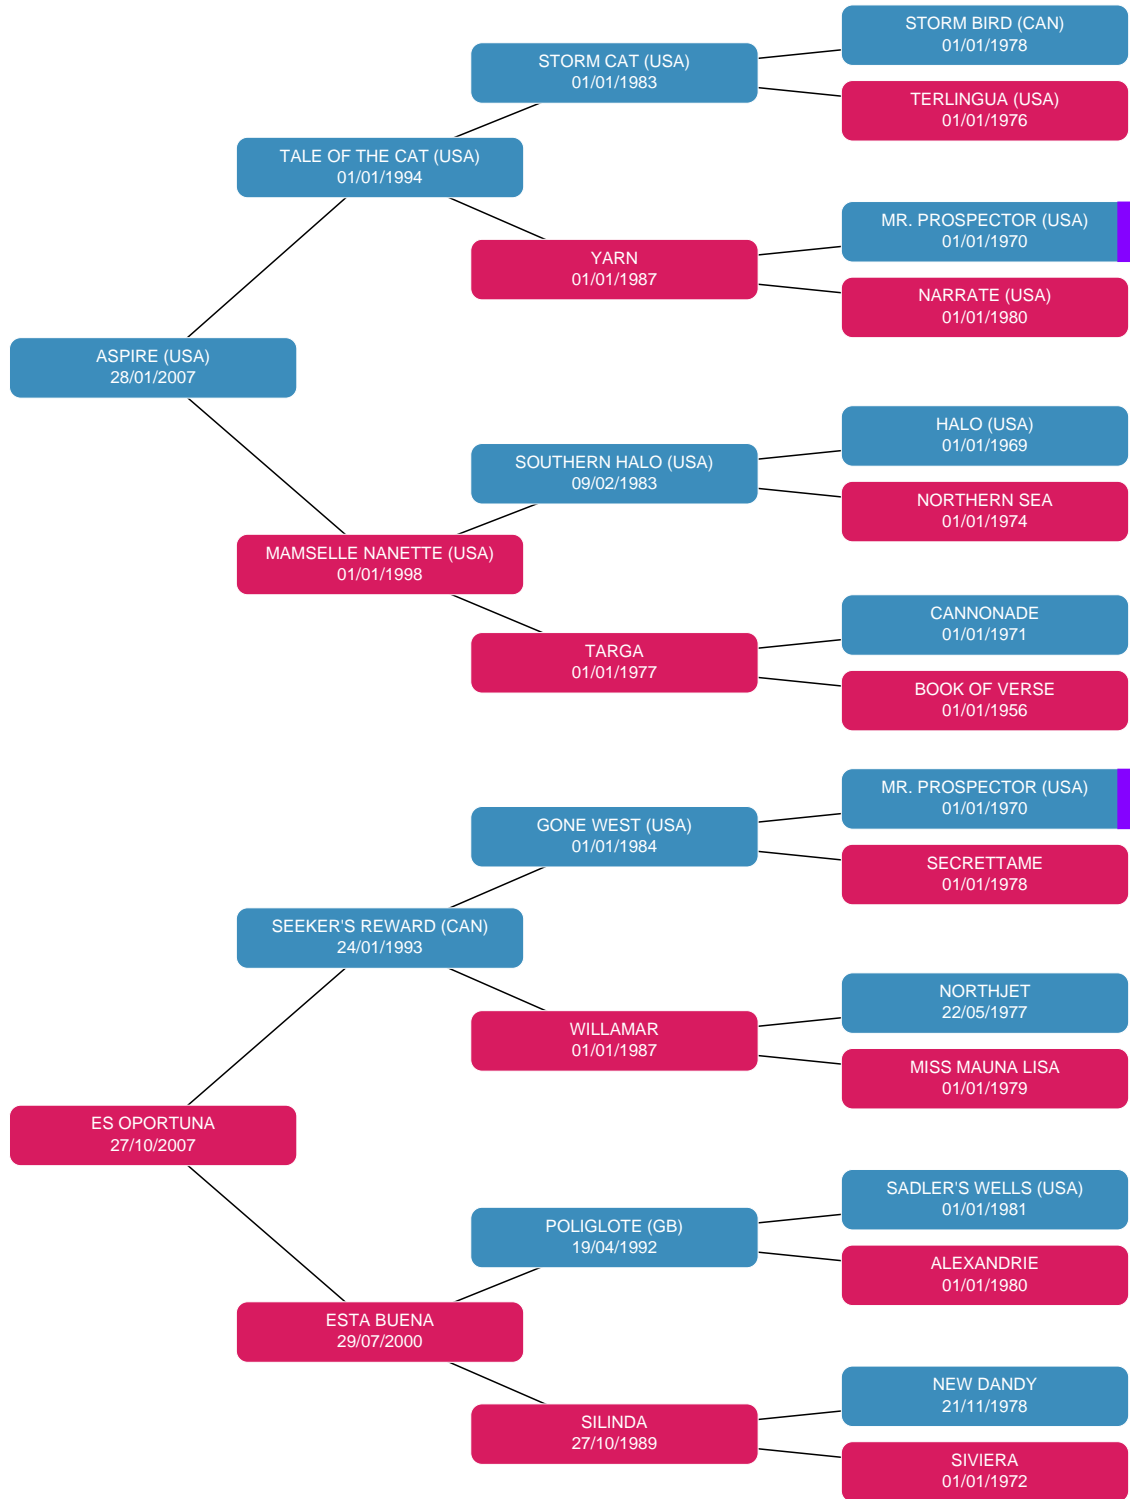 STORM BIRD (CAN)
01/01/1978
STORM CAT (USA)
01/01/1983
TERLINGUA (USA)
01/01/1976
TALE OF THE CAT (USA)
01/01/1994
MR. PROSPECTOR (USA)
01/01/1970
YARN
01/01/1987
NARRATE (USA)
01/01/1980
ASPIRE (USA)
28/01/2007
HALO (USA)
01/01/1969
SOUTHERN HALO (USA)
09/02/1983
NORTHERN SEA
01/01/1974
MAMSELLE NANETTE (USA)
01/01/1998
CANNONADE
01/01/1971
TARGA
01/01/1977
BOOK OF VERSE
01/01/1956
MR. PROSPECTOR (USA)
01/01/1970
GONE WEST (USA)
01/01/1984
SECRETTAME
01/01/1978
SEEKER'S REWARD (CAN)
24/01/1993
NORTHJET
22/05/1977
WILLAMAR
01/01/1987
MISS MAUNA LISA
01/01/1979
ES OPORTUNA
27/10/2007
SADLER'S WELLS (USA)
01/01/1981
POLIGLOTE (GB)
19/04/1992
ALEXANDRIE
01/01/1980
ESTA BUENA
29/07/2000
NEW DANDY
21/11/1978
SILINDA
27/10/1989
SIVIERA
01/01/1972